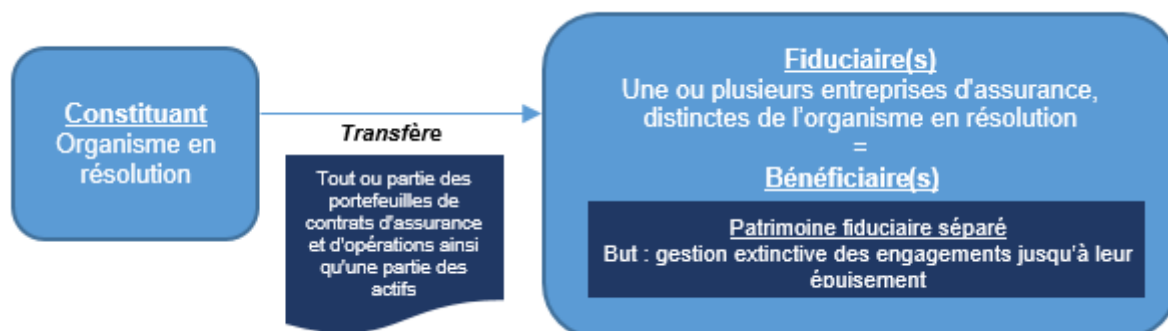 Constituant
Organisme en
résolution
Transfère
Tout ou partie des
portefeuilles de
contrats d'assurance
et d'opérations ainsi
qu'une partie des
actifs
Fiduciaire(s)
Une ou plusieurs entreprises d'assurance,
distinctes de l'organisme en résolution
=
Bénéficiaire(s)
Patrimoine fiduciaire séparé
But : gestion extinctive des engagements jusqu'à leur
épuisement